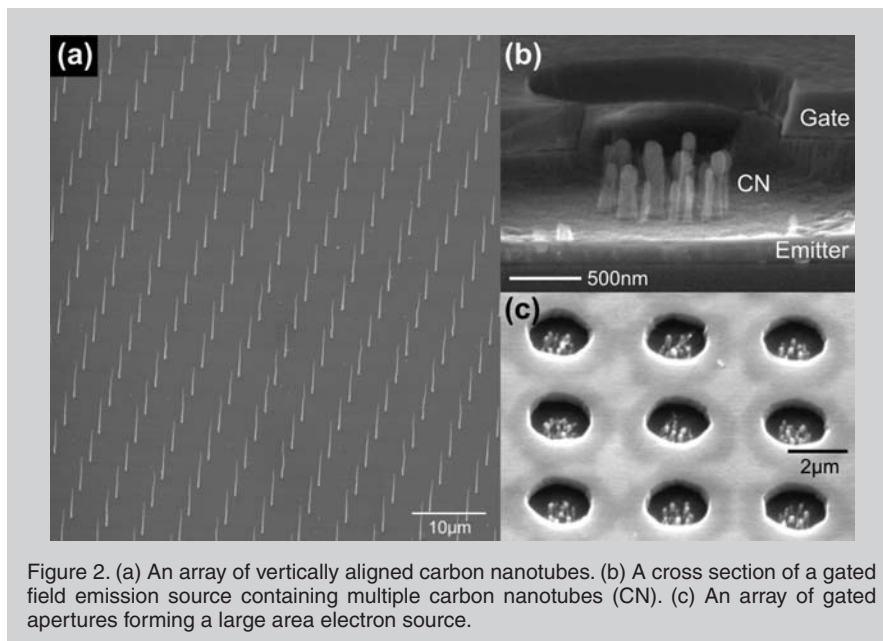 (a)
10µm
(b)
Gate
CN
Emitter
500nm
(c)
2µm
Figure 2. (a) An array of vertically aligned carbon nanotubes. (b) A cross section of a gated
field emission source containing multiple carbon nanotubes (CN). (c) An array of gated
apertures forming a large area electron source.